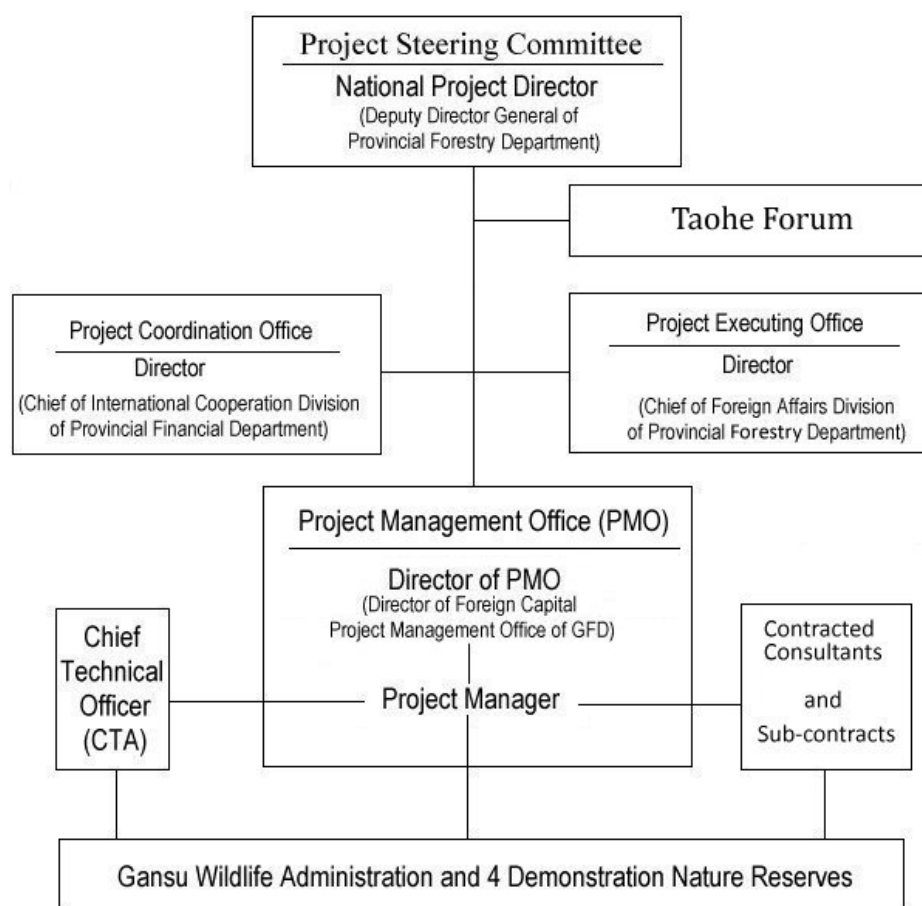 Project Steering Committee
National Project Director
(Deputy Director General of
Provincial Forestry Department)
Taohe Forum
Project Coordination Office
Director
(Chief of International Cooperation Division
of Provincial Financial Department)
Project Executing Office
Director
(Chief of Foreign Affairs Division
of Provincial Forestry Department)
Project Management Office (PMO)
Director of PMO
(Director of Foreign Capital
Project Management Office of GFD)
Project Manager
Chief
Technical
Officer
(CTA)
Contracted
Consultants
and
Sub-contracts
Gansu Wildlife Administration and 4 Demonstration Nature Reserves